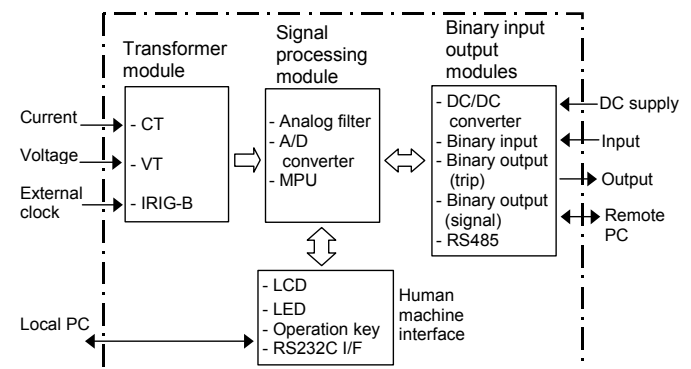 Transformer
module
Signal
processing
module
Binary input
output
modules
Current
Voltage
External
clock
- CT
- VT
- IRIG-B
- Analog filter
- A/D
converter
- MPU
- DC/DC
converter
- Binary input
- Binary output
(trip)
- Binary output
(signal)
- RS485
DC supply
Input
Output
Remote
PC
Local PC
- LCD
- LED
- Operation key
- RS232C I/F
Human
machine
interface